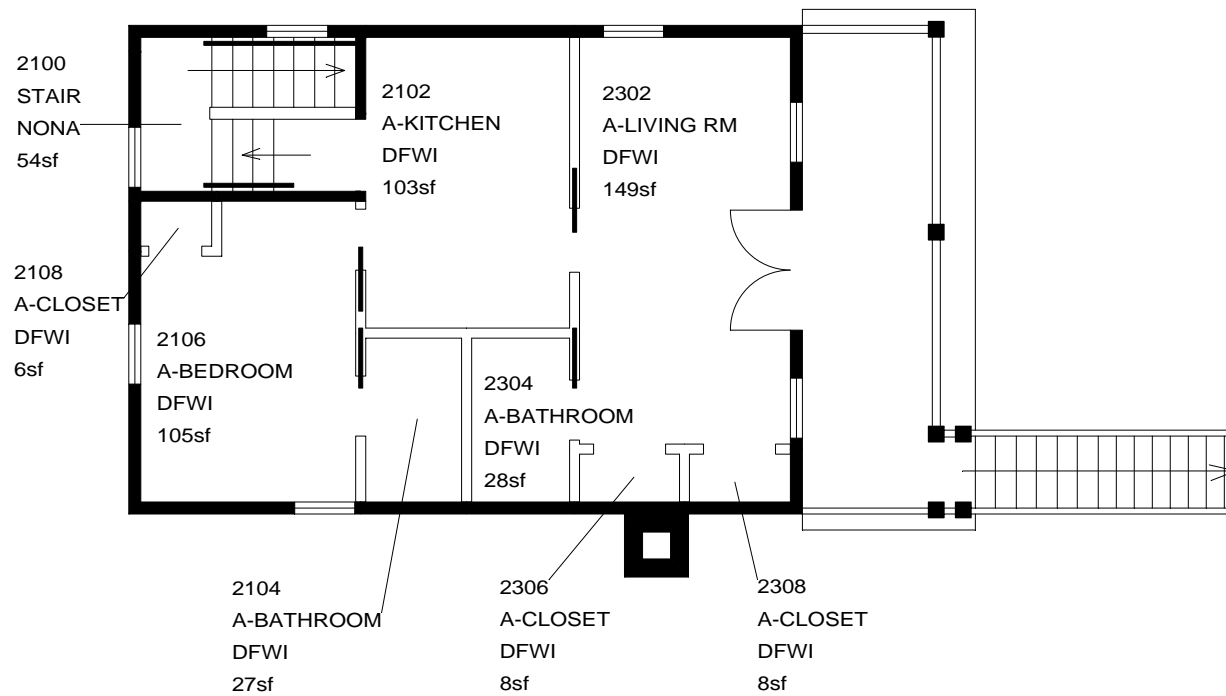 2100
STAIR
NONA
54sf
2102
A-KITCHEN
DFWI
103sf
2302
A-LIVING RM
DFWI
149sf
2108
A-CLOSET
DFWI
6sf
2106
A-BEDROOM
DFWI
105sf
2304
A-BATHROOM
DFWI
28sf
2104
A-BATHROOM
DFWI
27sf
2306
A-CLOSET
DFWI
8sf
2308
A-CLOSET
DFWI
8sf